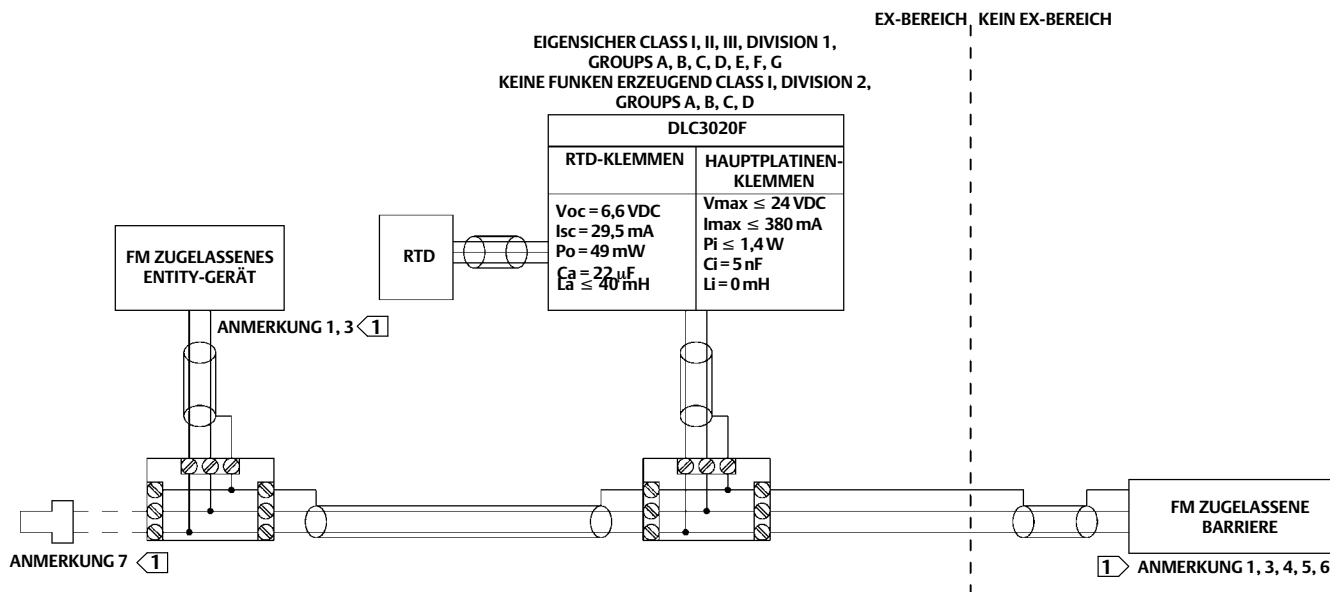 EX-BEREICH
KEIN EX-BEREICH
EIGENSICHER CLASS I, II, III, DIVISION 1,
GROUPS A, B, C, D, E, F, G
KEINE FUNKEN ERZEUGEND CLASS I, DIVISION 2,
GROUPS A, B, C, D
DLC3020F
RTD-KLEMMEN
Voc = 6,6 VDC
Isc = 29,5 mA
Po = 49 mW
Ca = 22 μF
La ≤ 40 mH
HAUPTPLATINEN-
KLEMMEN
Vmax ≤ 24 VDC
Imax ≤ 380 mA
Pi ≤ 1,4 W
Ci = 5 nF
Li = 0 mH
RTD
FM ZUGELASSENES
ENTITY-GERÄT
ANMERKUNG 1, 3 1
FM ZUGELASSENE
BARRIERE
ANMERKUNG 7 1
1 ANMERKUNG 1, 3, 4, 5, 6